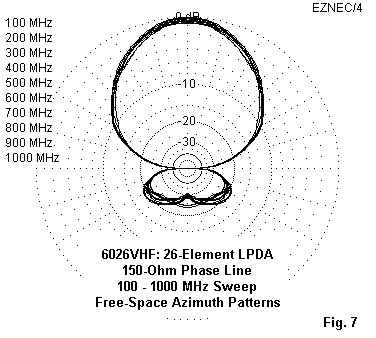 EZNEC/4
100 MHz
200 MHz
300 MHz
400 MHz
500 MHz
600 MHz
700 MHz
800 MHz
900 MHz
1000 MHz
0 dB
-10
-20
-30
6026VHF: 26-Element LPDA
150-Ohm Phase Line
100 - 1000 MHz Sweep
Free-Space Azimuth Patterns
Fig. 7